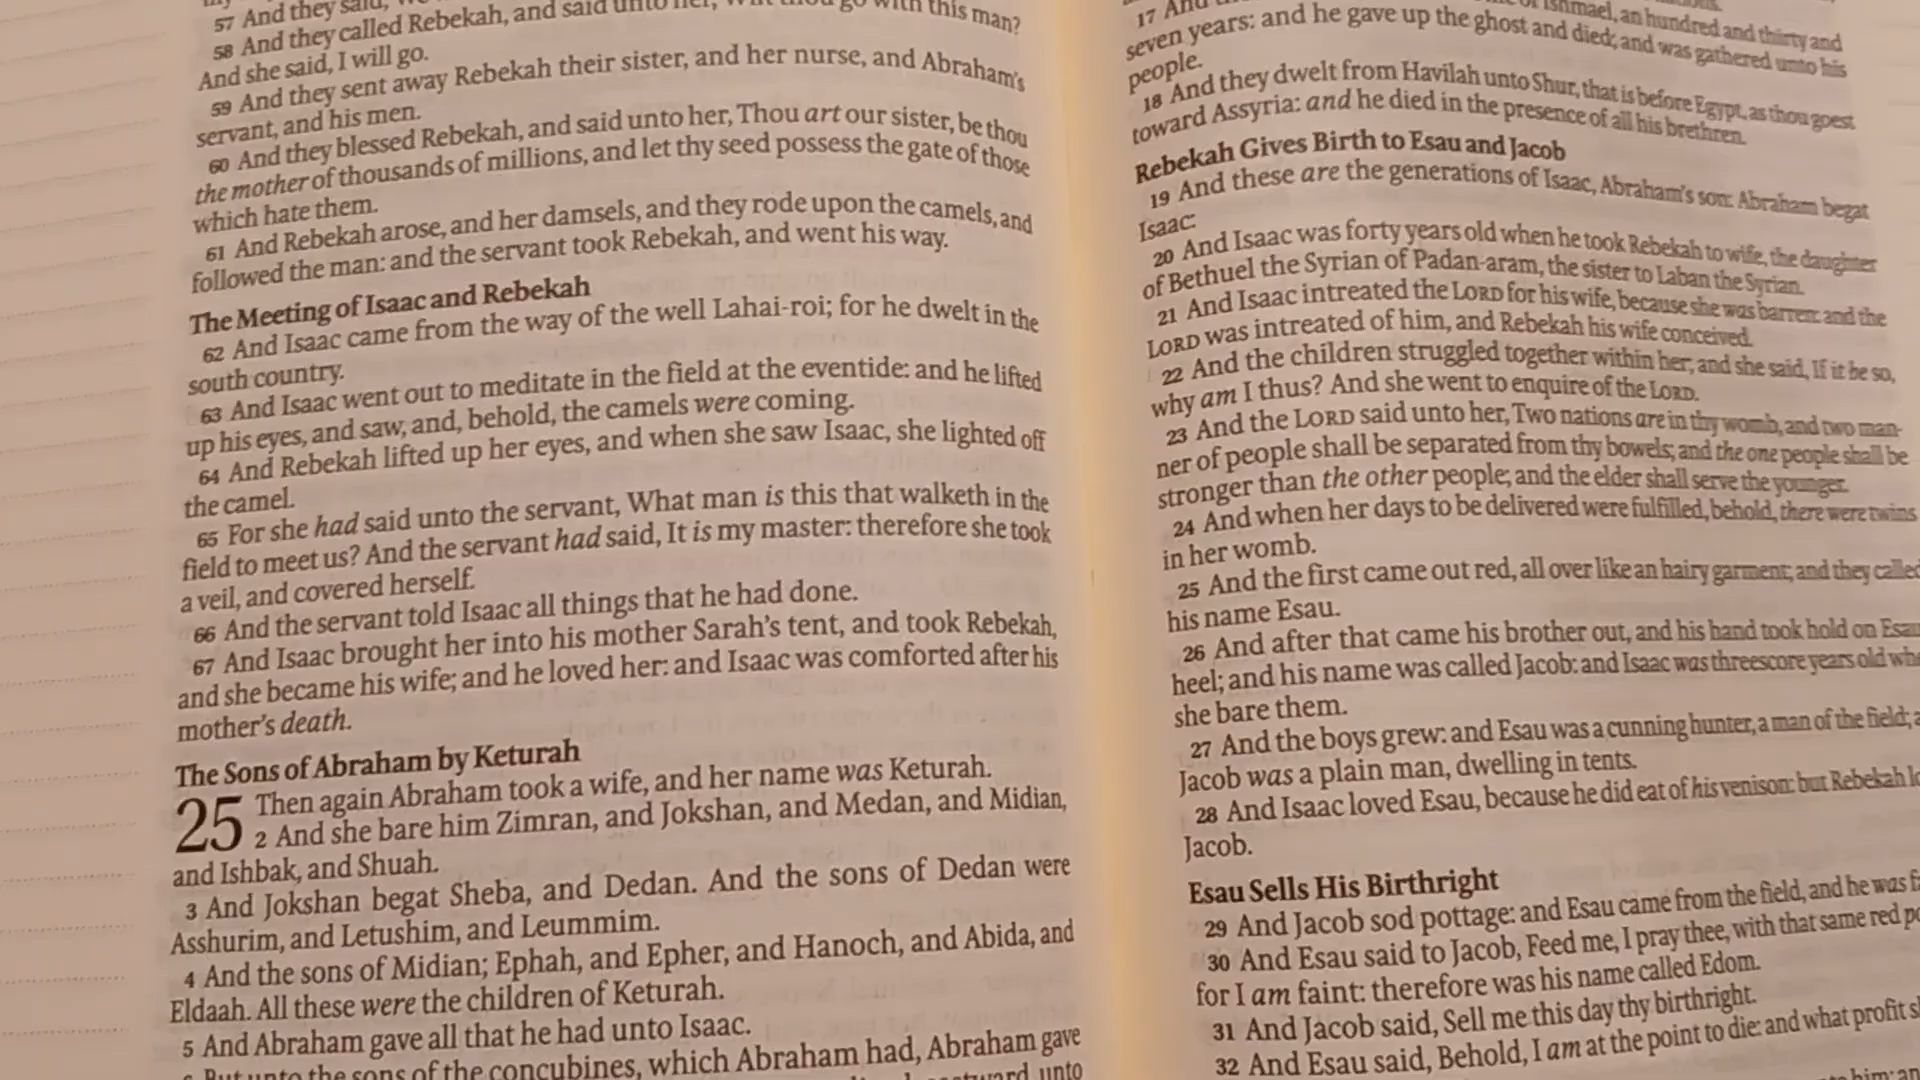 57 And they said,
58 And they called Rebekah, and said unto her, Wilt thou go with this man?
And she said, I will go.
59 And they sent away Rebekah their sister, and her nurse, and Abraham's
servant, and his men.
60 And they blessed Rebekah, and said unto her, Thou art our sister, be thou
the mother of thousands of millions, and let thy seed possess the gate of those
which hate them.
61 And Rebekah arose, and her damsels, and they rode upon the camels, and
followed the man: and the servant took Rebekah, and went his way.
The Meeting of Isaac and Rebekah
62 And Isaac came from the way of the well Lahai-roi; for he dwelt in the
south country.
63 And Isaac went out to meditate in the field at the eventide: and he lifted
up his eyes, and saw, and, behold, the camels were coming.
64 And Rebekah lifted up her eyes, and when she saw Isaac, she lighted off
the camel.
65 For she had said unto the servant, What man is this that walketh in the
field to meet us? And the servant had said, It is my master: therefore she took
a veil, and covered herself.
66 And the servant told Isaac all things that he had done.
67 And Isaac brought her into his mother Sarah's tent, and took Rebekah,
and she became his wife; and he loved her: and Isaac was comforted after his
mother's death.
The Sons of Abraham by Keturah
25 Then again Abraham took a wife, and her name was Keturah.
2 And she bare him Zimran, and Jokshan, and Medan, and Midian,
and Ishbak, and Shuah.
3 And Jokshan begat Sheba, and Dedan. And the sons of Dedan were
Asshurim, and Letushim, and Leummim.
4 And the sons of Midian; Ephah, and Epher, and Hanoch, and Abida, and
Eldaah. All these were the children of Keturah.
5 And Abraham gave all that he had unto Isaac.
But unto the sons of the concubines, which Abraham had, Abraham gave
unto
17 And of Ishmael, an hundred and thirty and
seven years: and he gave up the ghost and died; and was gathered unto his
people.
18 And they dwelt from Havilah unto Shur, that is before Egypt, as thou goest
toward Assyria: and he died in the presence of all his brethren.
Rebekah Gives Birth to Esau and Jacob
19 And these are the generations of Isaac, Abraham's son: Abraham begat
Isaac:
20 And Isaac was forty years old when he took Rebekah to wife, the daughter
of Bethuel the Syrian of Padan-aram, the sister to Laban the Syrian.
21 And Isaac intreated the LORD for his wife, because she was barren: and the
LORD was intreated of him, and Rebekah his wife conceived.
22 And the children struggled together within her; and she said, If it be so,
why am I thus? And she went to enquire of the LORD.
23 And the LORD said unto her, Two nations are in thy womb, and two man-
ner of people shall be separated from thy bowels; and the one people shall be
stronger than the other people; and the elder shall serve the younger.
24 And when her days to be delivered were fulfilled, behold, there were twins
in her womb.
25 And the first came out red, all over like an hairy garment; and they called
his name Esau.
26 And after that came his brother out, and his hand took hold on Esau
heel; and his name was called Jacob: and Isaac was threescore years old
she bare them.
27 And the boys grew: and Esau was a cunning hunter, a man of the field;
Jacob was a plain man, dwelling in tents.
28 And Isaac loved Esau, because he did eat of his venison: but Rebekah
Jacob.
Esau Sells His Birthright
29 And Jacob sod pottage: and Esau came from the field, and he was
30 And Esau said to Jacob, Feed me, I pray thee, with that same red
for I am faint: therefore was his name called Edom.
31 And Jacob said, Sell me this day thy birthright.
32 And Esau said, Behold, I am at the point to die: and what profit
him: an